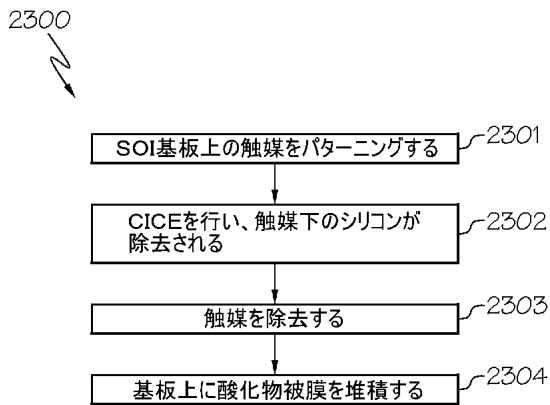 2300
SOI基板上の触媒をパターニングする
2301
CICEを行い、触媒下のシリコンが
除去される
2302
触媒を除去する
2303
基板上に酸化物被膜を堆積する
2304